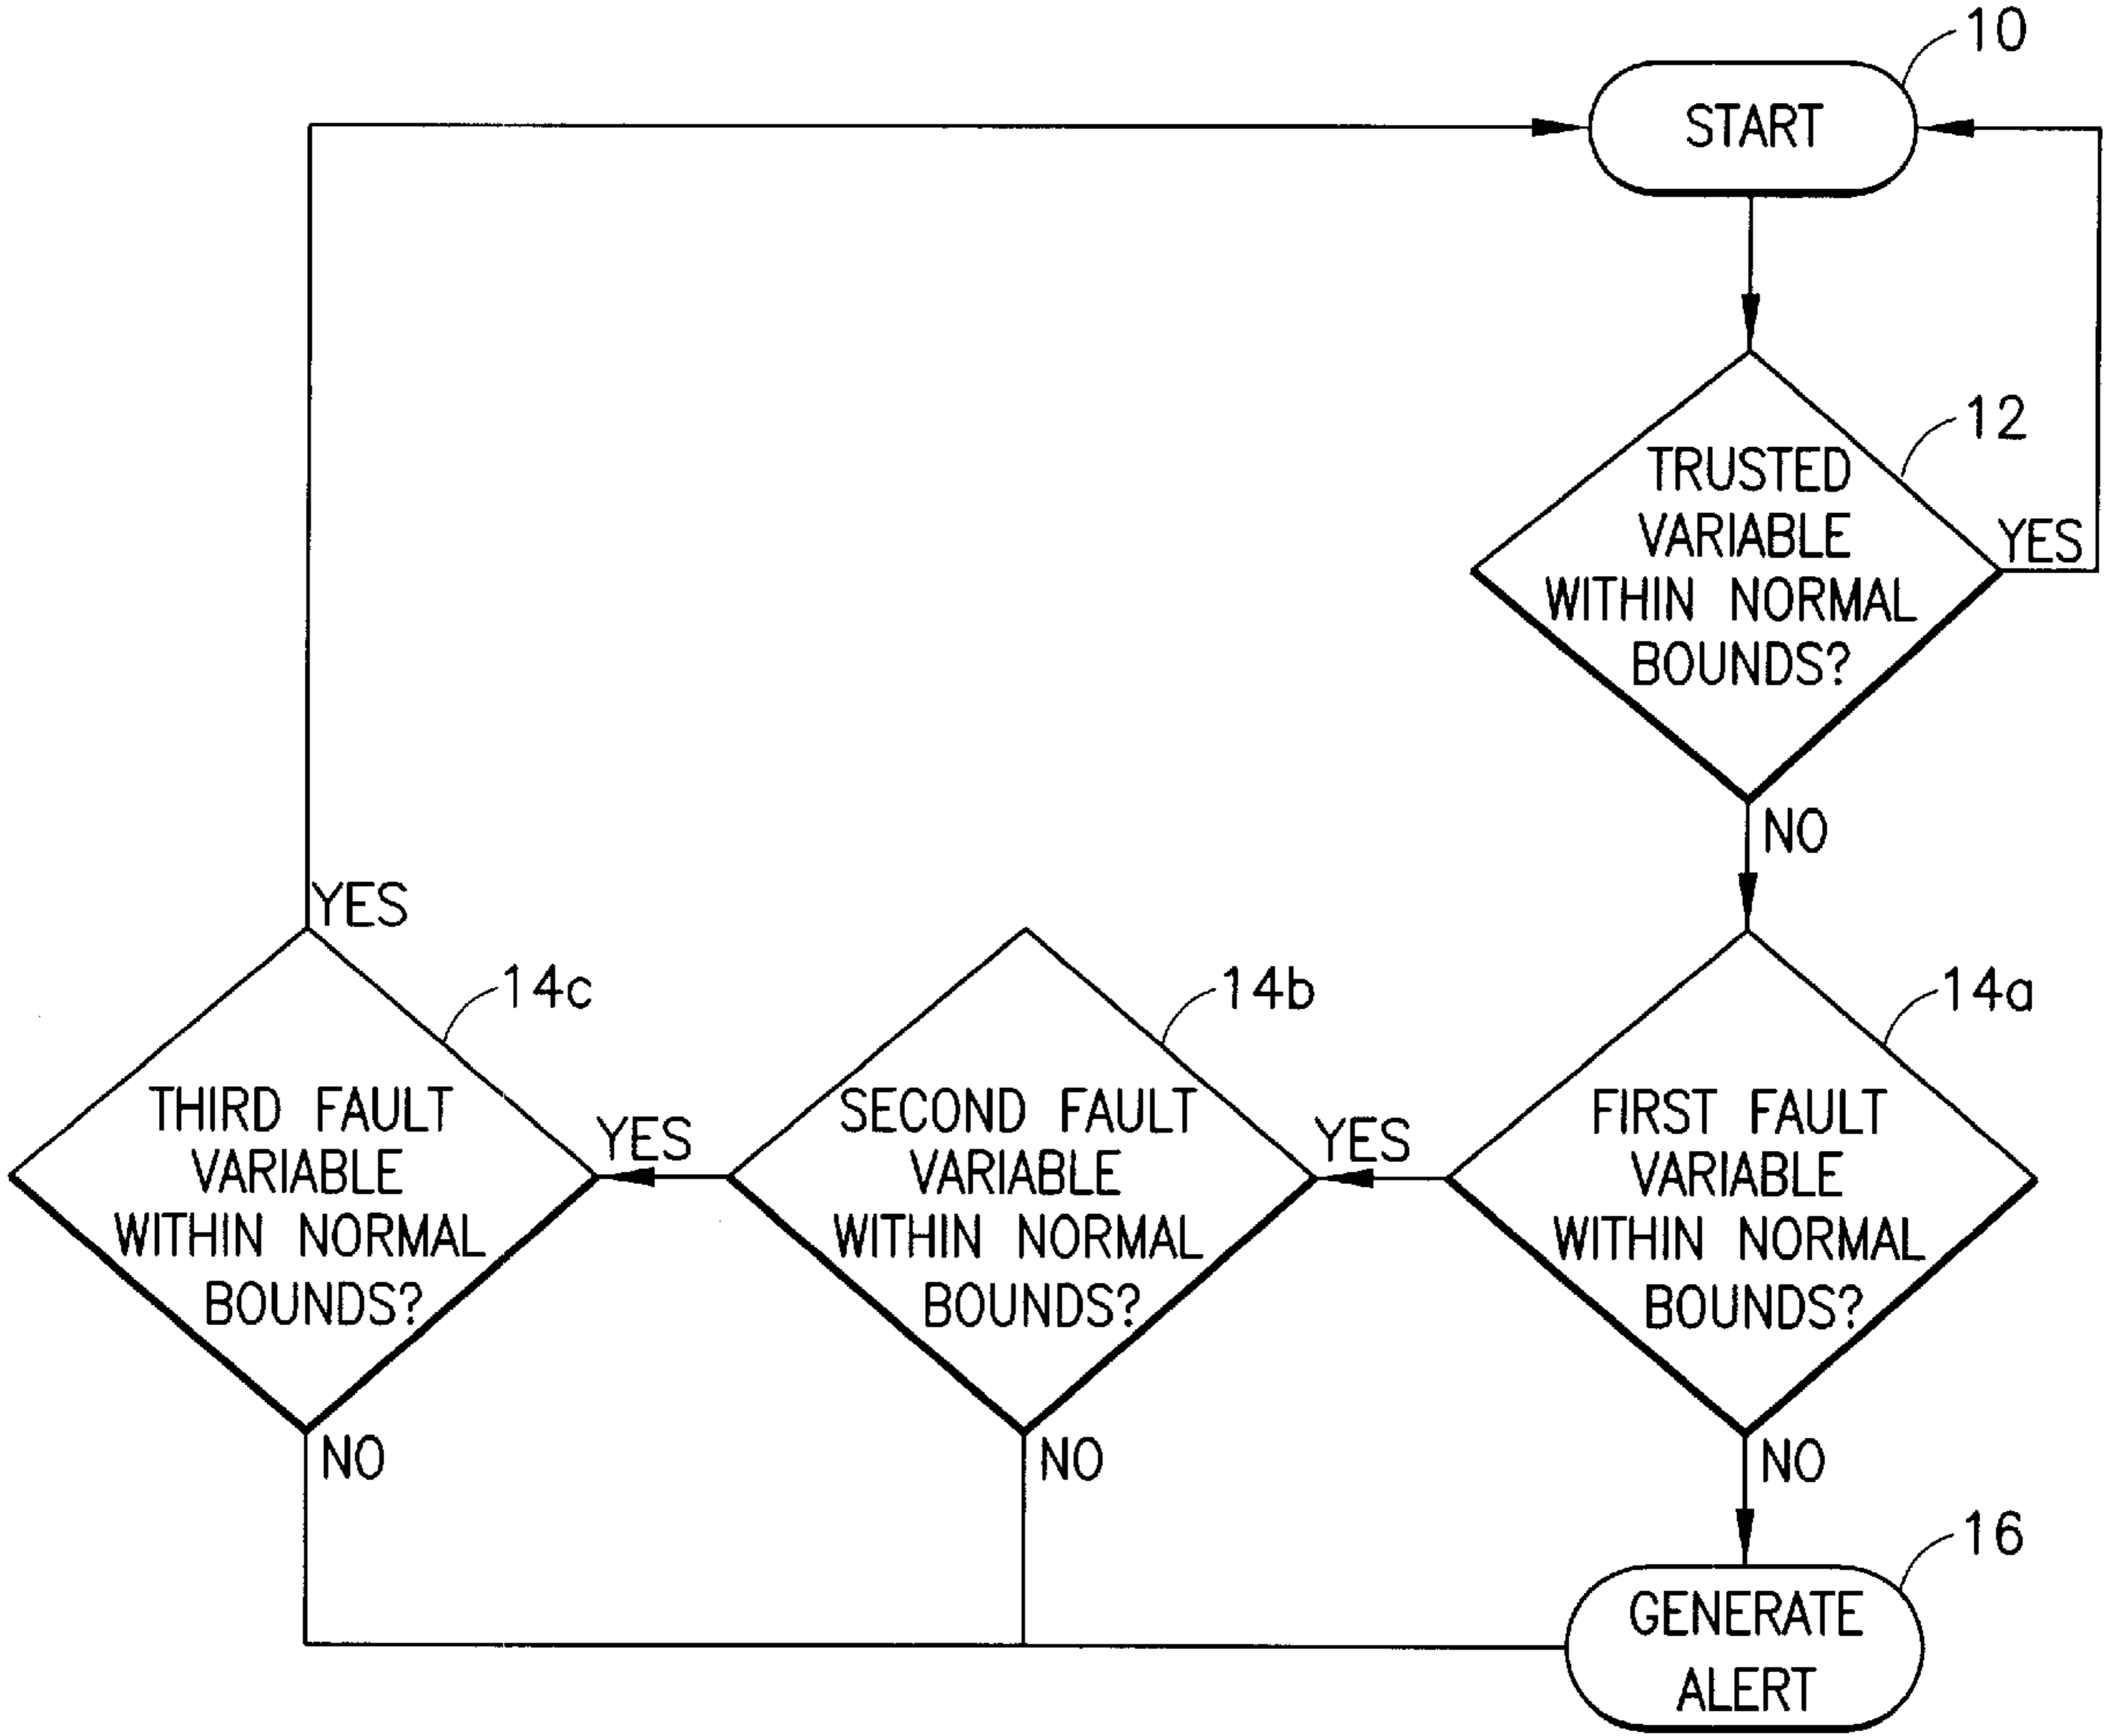 10
START
12
TRUSTED
VARIABLE
WITHIN NORMAL
BOUNDS?
YES
NO
YES
14c
14b
14a
THIRD FAULT
VARIABLE
WITHIN NORMAL
BOUNDS?
YES
SECOND FAULT
VARIABLE
WITHIN NORMAL
BOUNDS?
YES
FIRST FAULT
VARIABLE
WITHIN NORMAL
BOUNDS?
NO
NO
NO
16
GENERATE
ALERT